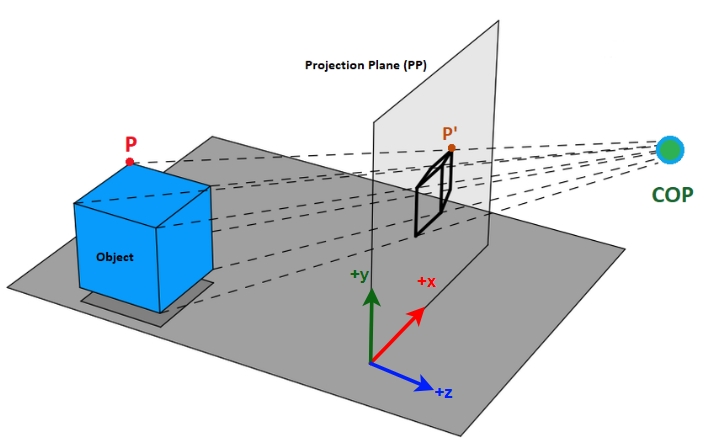 Projection Plane (PP)
P
P'
COP
Object
+y
+x
+z